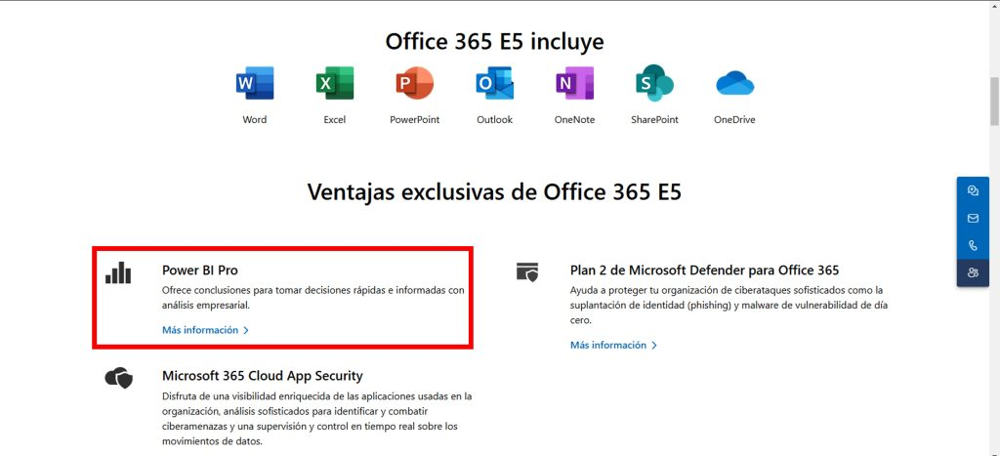 Office 365 E5 incluye
W X P O N S
Word Excel PowerPoint Outlook OneNote SharePoint OneDrive
Ventajas exclusivas de Office 365 E5
Power BI Pro
Ofrece conclusiones para tomar decisiones rápidas e informadas con
análisis empresarial.
Más información
Plan 2 de Microsoft Defender para Office 365
Ayuda a proteger tu organización de ciberataques sofisticados como la
suplantación de identidad (phishing) y malware de vulnerabilidad de día
cero.
Más información
Microsoft 365 Cloud App Security
Disfruta de una visibilidad enriquecida de las aplicaciones usadas en la
organización, análisis sofisticados para identificar y combatir
ciberamenazas y una supervisión y control en tiempo real sobre los
movimientos de datos.